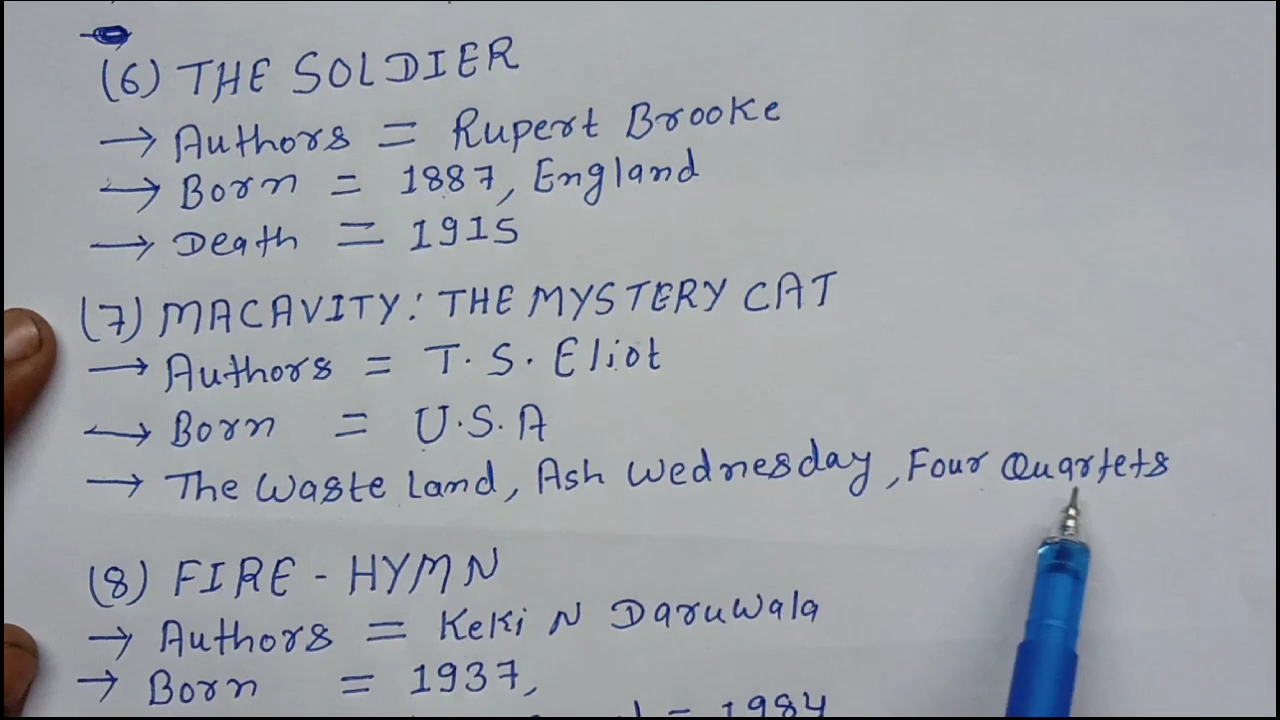 (6) THE SOLDIER
→ Authors = Rupert Brooke
→ Born = 1887, England
→ Death = 1915
(7) MACAVITY: THE MYSTERY CAT
→ Authors = T. S. Eliot
→ Born = U.S.A
→ The Waste Land, Ash Wednesday, Four Quartets
(8) FIRE - HYMN
→ Authors = Keki N Daruwala
→ Born = 1937,
= 1984